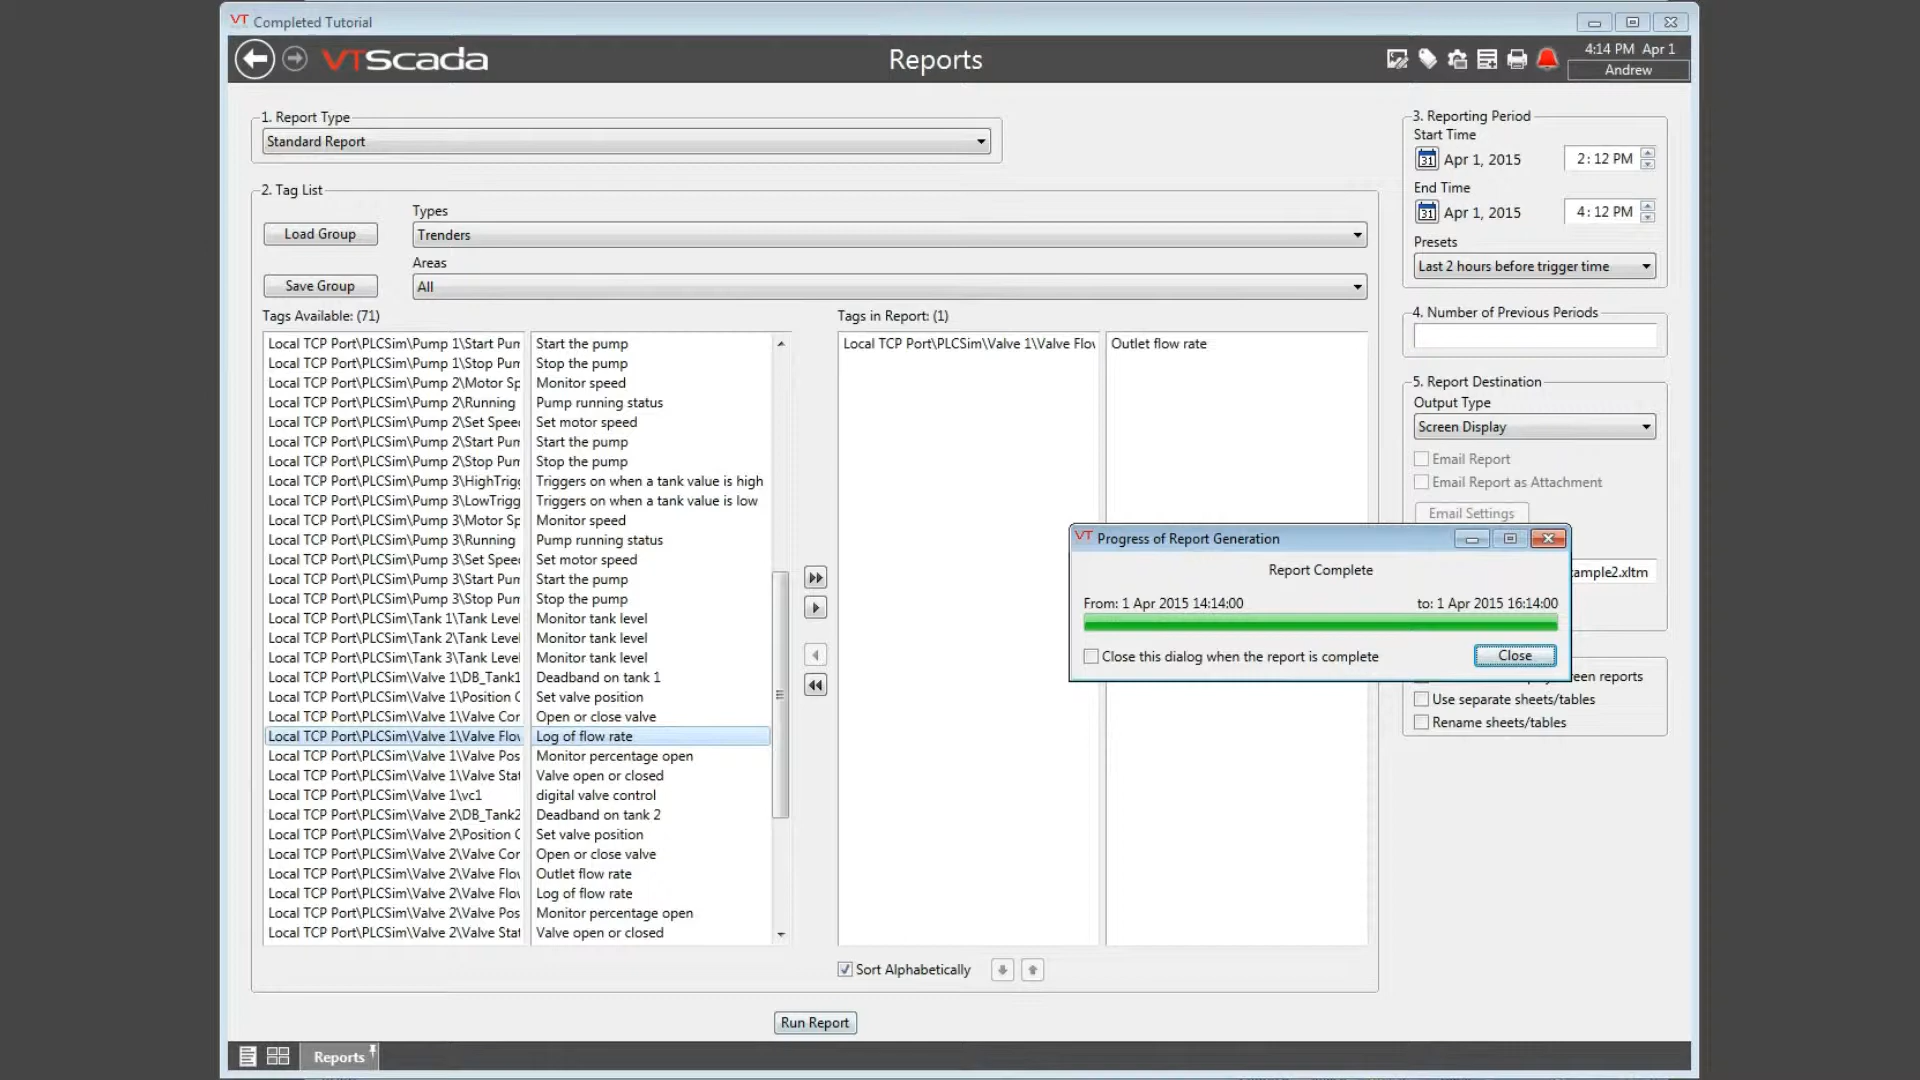 VT Completed Tutorial
VTScada
Reports
4:14 PM Apr 1
Andrew
1. Report Type
Standard Report
2. Tag List
Types
Load Group
Trenders
Areas
Save Group
All
Tags Available: (71)
Local TCP Port\PLCSim\Pump 1\Start Pum Start the pump
Local TCP Port\PLCSim\Pump 1\Stop Pum Stop the pump
Local TCP Port\PLCSim\Pump 2\Motor Sp Monitor speed
Local TCP Port\PLCSim\Pump 2\Running Pump running status
Local TCP Port\PLCSim\Pump 2\Set Speed Set motor speed
Local TCP Port\PLCSim\Pump 2\Start Pum Start the pump
Local TCP Port\PLCSim\Pump 2\Stop Pum Stop the pump
Local TCP Port\PLCSim\Pump 3\HighTrigg Triggers on when a tank value is high
Local TCP Port\PLCSim\Pump 3\LowTrigg Triggers on when a tank value is low
Local TCP Port\PLCSim\Pump 3\Motor Sp Monitor speed
Local TCP Port\PLCSim\Pump 3\Running Pump running status
Local TCP Port\PLCSim\Pump 3\Set Speed Set motor speed
Local TCP Port\PLCSim\Pump 3\Start Pum Start the pump
Local TCP Port\PLCSim\Pump 3\Stop Pum Stop the pump
Local TCP Port\PLCSim\Tank 1\Tank Level Monitor tank level
Local TCP Port\PLCSim\Tank 2\Tank Level Monitor tank level
Local TCP Port\PLCSim\Tank 3\Tank Level Monitor tank level
Local TCP Port\PLCSim\Valve 1\DB_Tank1 Deadband on tank 1
Local TCP Port\PLCSim\Valve 1\Position C Set valve position
Local TCP Port\PLCSim\Valve 1\Valve Cor Open or close valve
Local TCP Port\PLCSim\Valve 1\Valve Flov Log of flow rate
Local TCP Port\PLCSim\Valve 1\Valve Pos Monitor percentage open
Local TCP Port\PLCSim\Valve 1\Valve Stat Valve open or closed
Local TCP Port\PLCSim\Valve 1\vc1 digital valve control
Local TCP Port\PLCSim\Valve 2\DB_Tank2 Deadband on tank 2
Local TCP Port\PLCSim\Valve 2\Position C Set valve position
Local TCP Port\PLCSim\Valve 2\Valve Cor Open or close valve
Local TCP Port\PLCSim\Valve 2\Valve Flov Outlet flow rate
Local TCP Port\PLCSim\Valve 2\Valve Flov Log of flow rate
Local TCP Port\PLCSim\Valve 2\Valve Pos Monitor percentage open
Local TCP Port\PLCSim\Valve 2\Valve Stat Valve open or closed
Tags in Report: (1)
Local TCP Port\PLCSim\Valve 1\Valve Flov Outlet flow rate
Sort Alphabetically
Run Report
3. Reporting Period
Start Time
31 Apr 1, 2015 2:12 PM
End Time
31 Apr 1, 2015 4:12 PM
Presets
Last 2 hours before trigger time
4. Number of Previous Periods
5. Report Destination
Output Type
Screen Display
Email Report
Email Report as Attachment
Email Settings
ample2.xltm
VT Progress of Report Generation
Report Complete
From: 1 Apr 2015 14:14:00 to: 1 Apr 2015 16:14:00
Close this dialog when the report is complete
Close
een reports
Use separate sheets/tables
Rename sheets/tables
Reports